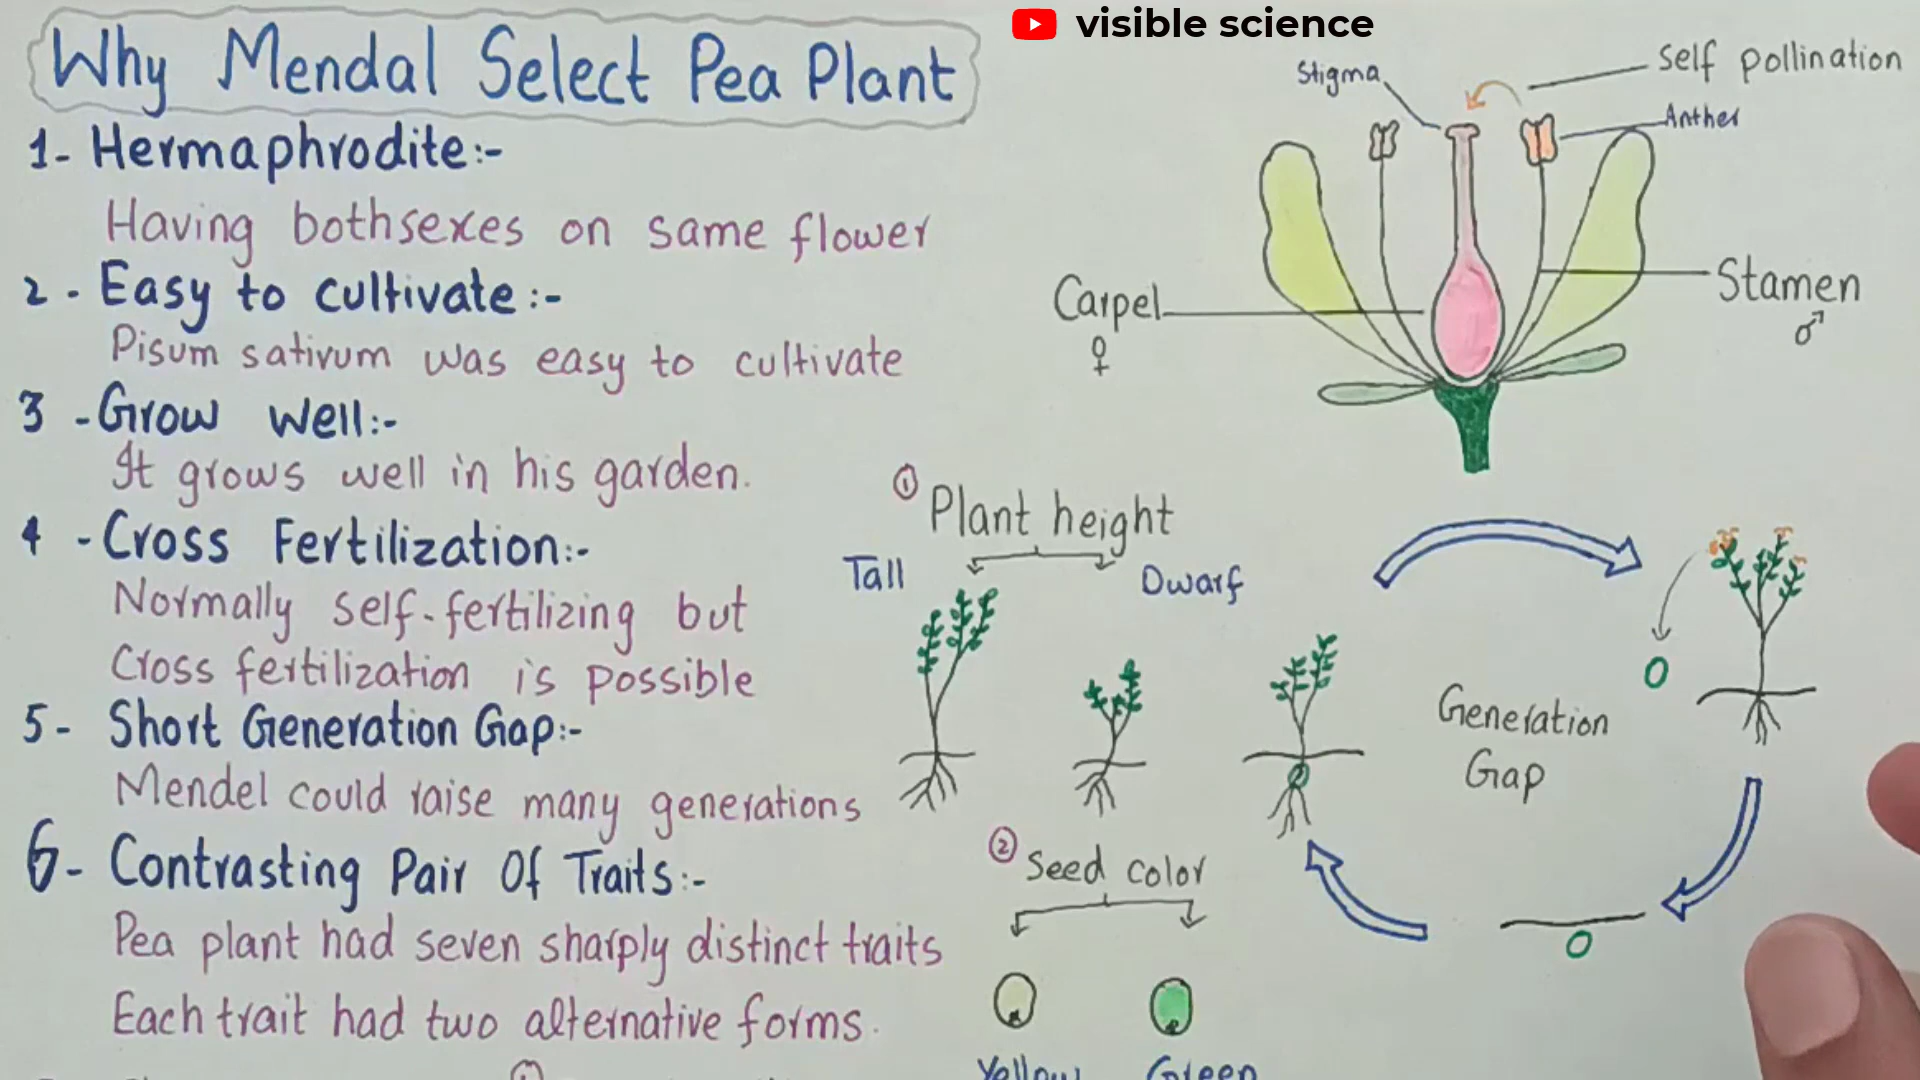 visible science
Why Mendal Select Pea Plant
1- Hermaphrodite:-
Having bothsexes on same flower
2 - Easy to cultivate :-
Pisum sativum was easy to cultivate
3 - Grow Well:-
It grows well in his garden.
4 - Cross Fertilization:-
Normally self-fertilizing but
Cross fertilization is possible
5- Short Generation Gap:-
Mendel could raise many generations
6- Contrasting Pair Of Traits:-
Pea plant had seven sharply distinct traits
Each trait had two alternative forms.
Stigma
Self pollination
Anther
Carpel
♀
Stamen
♂
① Plant height
Tall
Dwarf
Generation
Gap
② Seed color
Yellow
Green